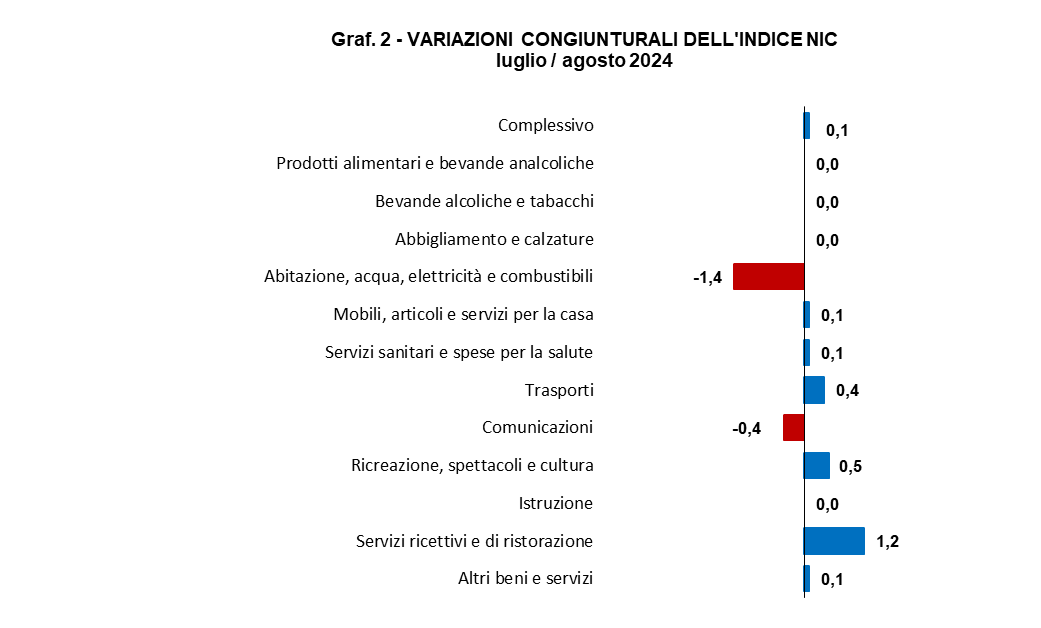 Graf. 2 - VARIAZIONI CONGIUNTURALI DELL'INDICE NIC
luglio / agosto 2024
Complessivo 0,1
Prodotti alimentari e bevande analcoliche 0,0
Bevande alcoliche e tabacchi 0,0
Abbigliamento e calzature 0,0
Abitazione, acqua, elettricità e combustibili -1,4
Mobili, articoli e servizi per la casa 0,1
Servizi sanitari e spese per la salute 0,1
Trasporti 0,4
Comunicazioni -0,4
Ricreazione, spettacoli e cultura 0,5
Istruzione 0,0
Servizi ricettivi e di ristorazione 1,2
Altri beni e servizi 0,1